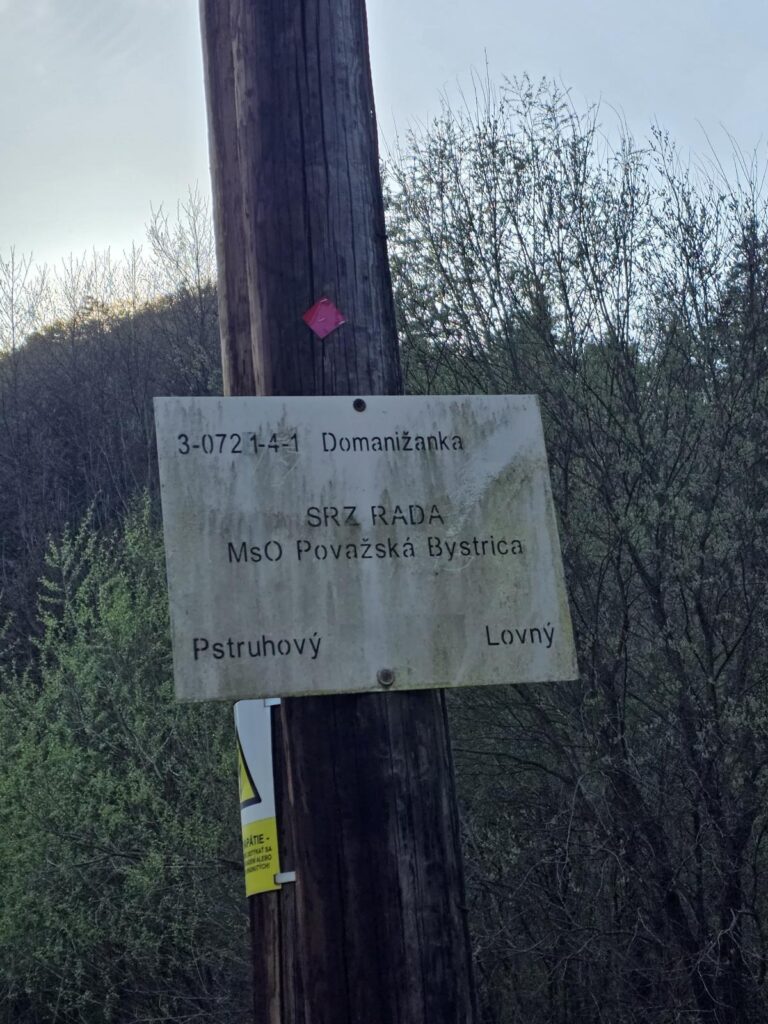 3-0721-4-1 Domanižanka
SRZ RADA
MsO Považská Bystrica
Pstruhový Lovný